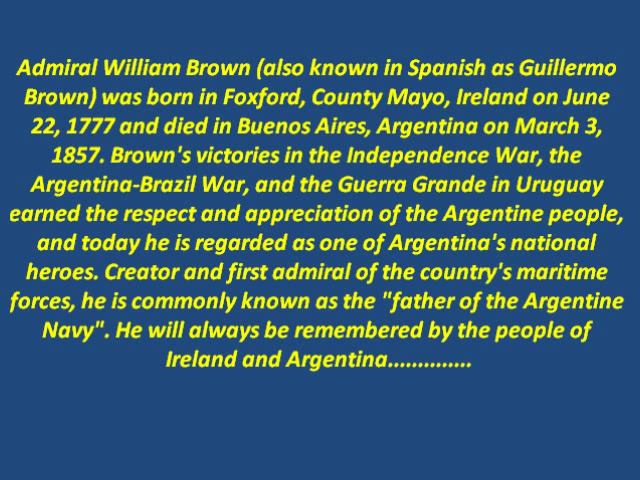 Admiral William Brown (also known in Spanish as Guillermo
Brown) was born in Foxford, County Mayo, Ireland on June
22, 1777 and died in Buenos Aires, Argentina on March 3,
1857. Brown's victories in the Independence War, the
Argentina-Brazil War, and the Guerra Grande in Uruguay
earned the respect and appreciation of the Argentine people,
and today he is regarded as one of Argentina's national
heroes. Creator and first admiral of the country's maritime
forces, he is commonly known as the "father of the Argentine
Navy". He will always be remembered by the people of
Ireland and Argentina..............